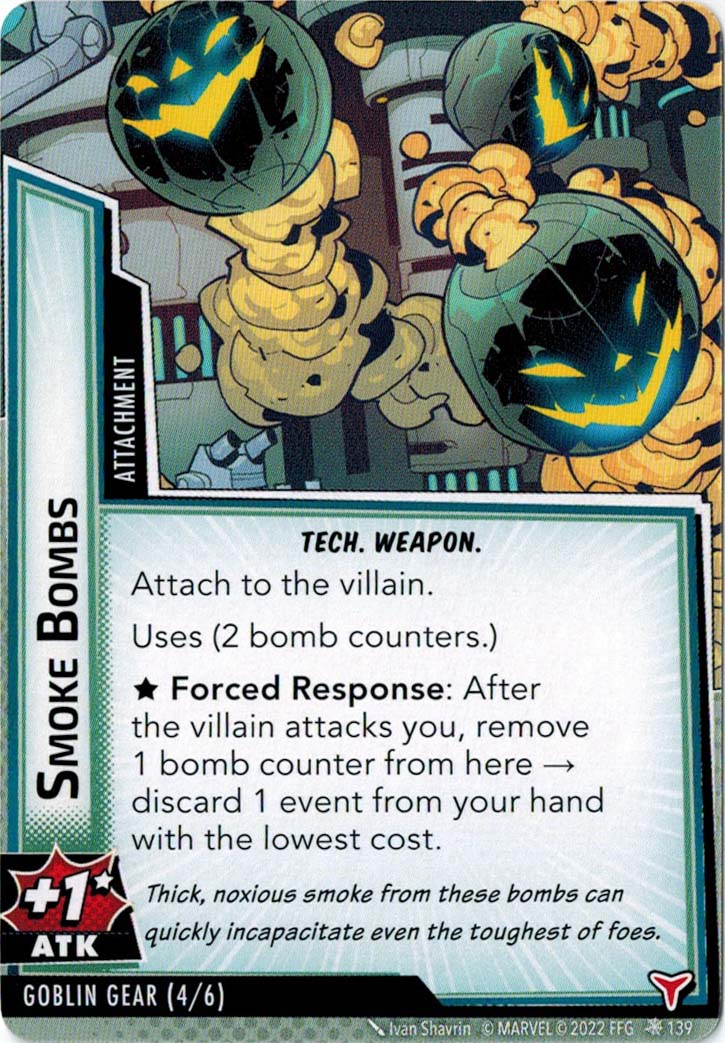 ATTACHMENT
SMOKE BOMBS
TECH. WEAPON.
Attach to the villain.
Uses (2 bomb counters.)
★ Forced Response: After
the villain attacks you, remove
1 bomb counter from here →
discard 1 event from your hand
with the lowest cost.
Thick, noxious smoke from these bombs can
quickly incapacitate even the toughest of foes.
+1★
ATK
GOBLIN GEAR (4/6)
Ivan Shavrin © MARVEL © 2022 FFG 139